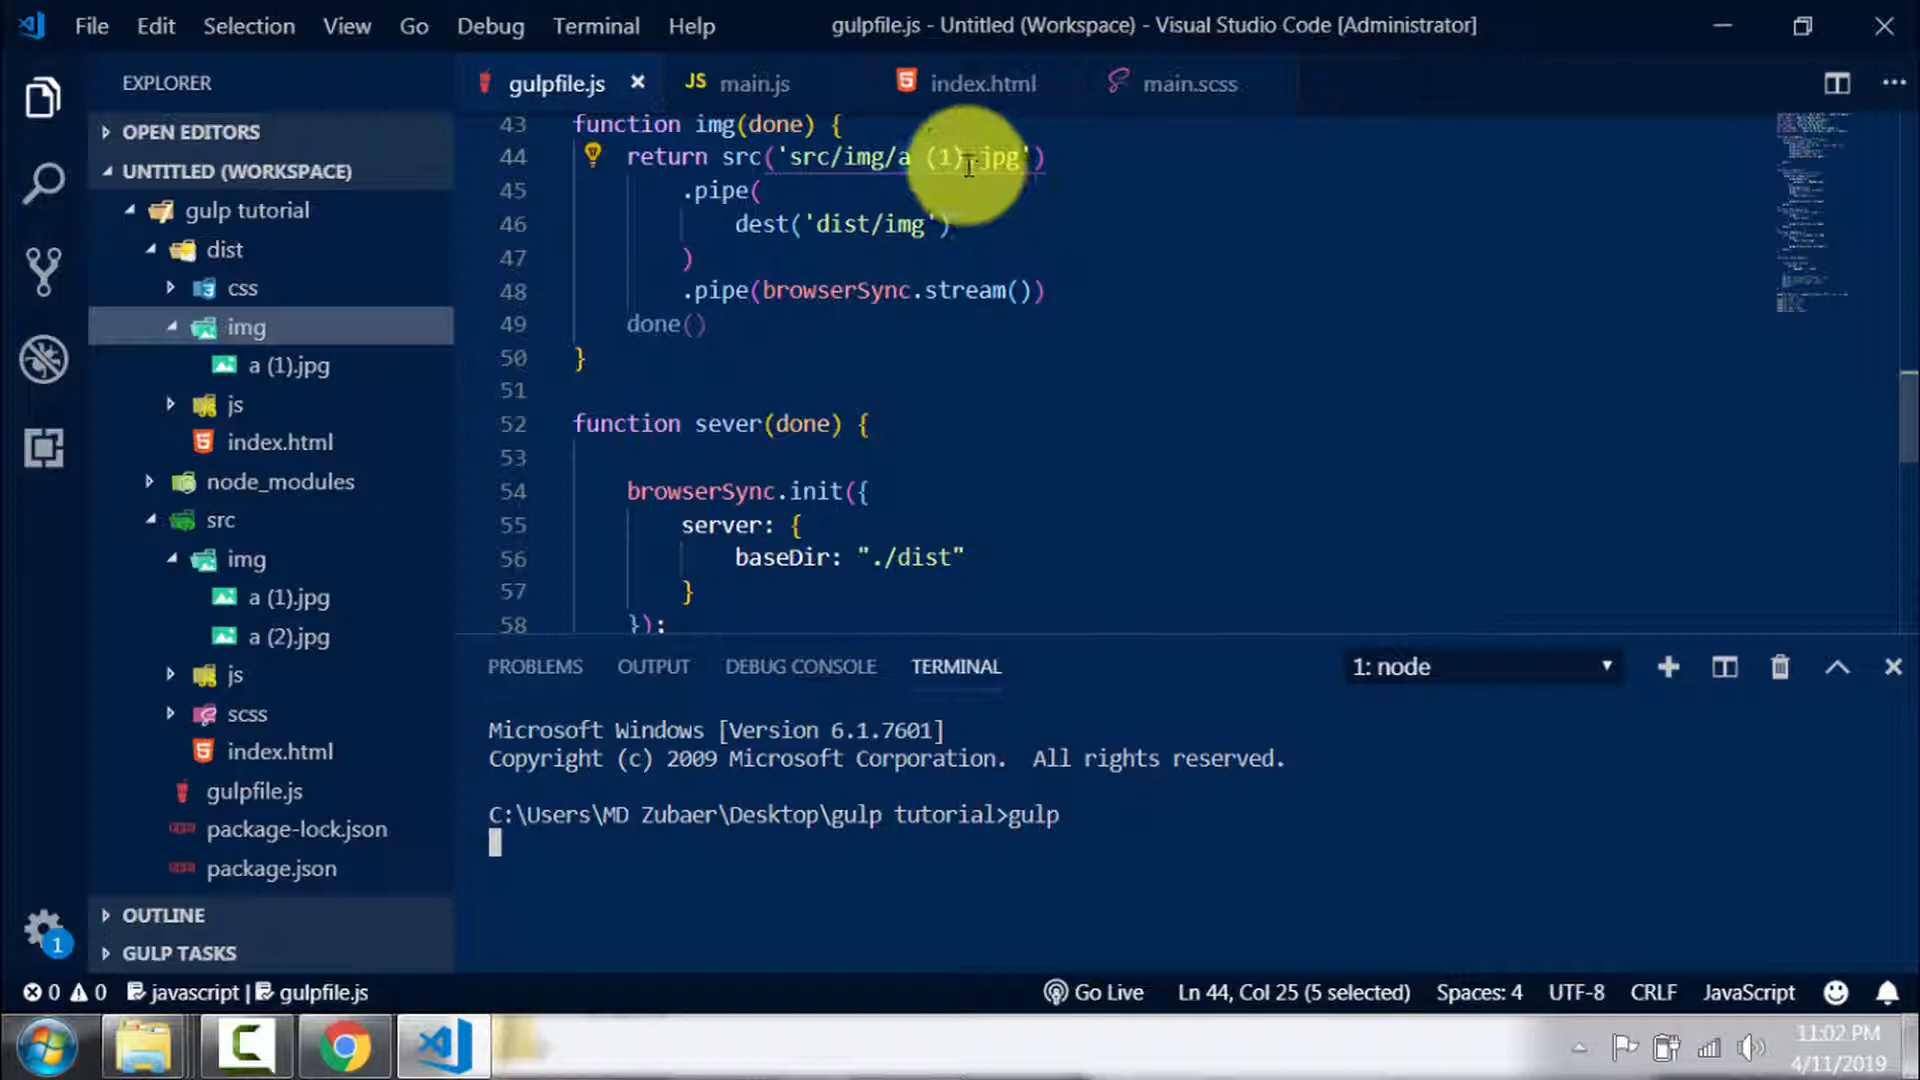 File Edit Selection View Go Debug Terminal Help
gulpfile.js - Untitled (Workspace) - Visual Studio Code [Administrator]
EXPLORER
OPEN EDITORS
UNTITLED (WORKSPACE)
gulp tutorial
dist
css
img
a (1).jpg
js
index.html
node_modules
src
img
a (1).jpg
a (2).jpg
js
scss
index.html
gulpfile.js
package-lock.json
package.json
OUTLINE
GULP TASKS
gulpfile.js
JS main.js
index.html
main.scss
43 function img(done) {
44 return src('src/img/a (1).jpg')
45 .pipe(
46 dest('dist/img')
47 )
48 .pipe(browserSync.stream())
49 done()
50 }
51
52 function sever(done) {
53
54 browserSync.init({
55 server: {
56 baseDir: "./dist"
57 }
58 });
PROBLEMS OUTPUT DEBUG CONSOLE TERMINAL
1: node
Microsoft Windows [Version 6.1.7601]
Copyright (c) 2009 Microsoft Corporation. All rights reserved.
C:\Users\MD Zubaer\Desktop\gulp tutorial>gulp
1
0 0 javascript | gulpfile.js
Go Live Ln 44, Col 25 (5 selected) Spaces: 4 UTF-8 CRLF JavaScript
11:02 PM
4/11/2019